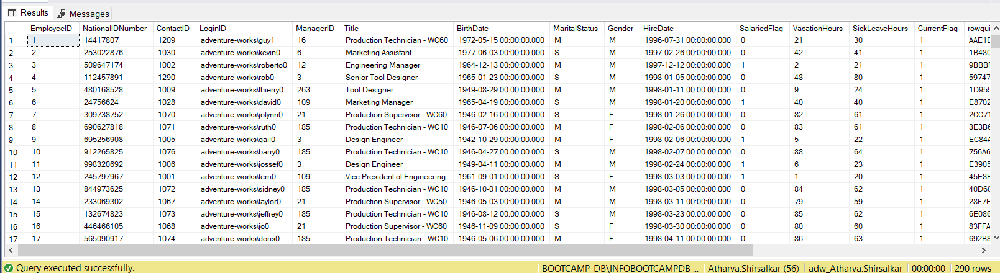 Results Messages
EmployeeID NationalIDNumber ContactID LoginID ManagerID Title BirthDate MaritalStatus Gender HireDate SalariedFlag VacationHours SickLeaveHours CurrentFlag rowgui
1 1 14417807 1209 adventure-works\guy1 16 Production Technician - WC60 1972-05-15 00:00:00.000 M M 1996-07-31 00:00:00.000 0 21 30 1 AAE1D
2 2 253022876 1030 adventure-works\kevin0 6 Marketing Assistant 1977-06-03 00:00:00.000 S M 1997-02-26 00:00:00.000 0 42 41 1 1B480
3 3 509647174 1002 adventure-works\roberto0 12 Engineering Manager 1964-12-13 00:00:00.000 M M 1997-12-12 00:00:00.000 1 2 21 1 9BBBF
4 4 112457891 1290 adventure-works\rob0 3 Senior Tool Designer 1965-01-23 00:00:00.000 S M 1998-01-05 00:00:00.000 0 48 80 1 59747
5 5 480168528 1009 adventure-works\thierry0 263 Tool Designer 1949-08-29 00:00:00.000 M M 1998-01-11 00:00:00.000 0 9 24 1 1D955
6 6 24756624 1028 adventure-works\david0 109 Marketing Manager 1965-04-19 00:00:00.000 S M 1998-01-20 00:00:00.000 1 40 40 1 E8702
7 7 309738752 1070 adventure-works\jolynn0 21 Production Supervisor - WC60 1946-02-16 00:00:00.000 S F 1998-01-26 00:00:00.000 0 82 61 1 2CC71
8 8 690627818 1071 adventure-works\ruth0 185 Production Technician - WC10 1946-07-06 00:00:00.000 M M 1998-02-06 00:00:00.000 0 83 61 1 3E3B6
9 9 695256908 1005 adventure-works\gail0 3 Design Engineer 1942-10-29 00:00:00.000 M F 1998-02-06 00:00:00.000 1 5 22 1 EC84A
10 10 912265825 1076 adventure-works\barry0 185 Production Technician - WC10 1946-04-27 00:00:00.000 S M 1998-02-07 00:00:00.000 0 88 64 1 756A6
11 11 998320692 1006 adventure-works\jossef0 3 Design Engineer 1949-04-11 00:00:00.000 M M 1998-02-24 00:00:00.000 1 6 23 1 E3905
12 12 245797967 1001 adventure-works\terri0 109 Vice President of Engineering 1961-09-01 00:00:00.000 S F 1998-03-03 00:00:00.000 1 1 20 1 45E8F
13 13 844973625 1072 adventure-works\sidney0 185 Production Technician - WC10 1946-10-01 00:00:00.000 M M 1998-03-05 00:00:00.000 0 84 62 1 40D60
14 14 233069302 1067 adventure-works\taylor0 21 Production Supervisor - WC50 1946-05-03 00:00:00.000 M M 1998-03-11 00:00:00.000 0 79 59 1 28F7E
15 15 132674823 1073 adventure-works\jeffrey0 185 Production Technician - WC10 1946-08-12 00:00:00.000 S M 1998-03-23 00:00:00.000 0 85 62 1 6E086
16 16 446466105 1068 adventure-works\jo0 21 Production Supervisor - WC60 1946-11-09 00:00:00.000 S F 1998-03-30 00:00:00.000 0 80 60 1 83FFA
17 17 565090917 1074 adventure-works\doris0 185 Production Technician - WC10 1946-05-06 00:00:00.000 M F 1998-04-11 00:00:00.000 0 86 63 1 692B8
Query executed successfully. BOOTCAMP-DB\INFOBOOTCAMPDB ... Atharva.Shirsalkar (56) adw_Atharva.Shirsalkar 00:00:00 290 rows